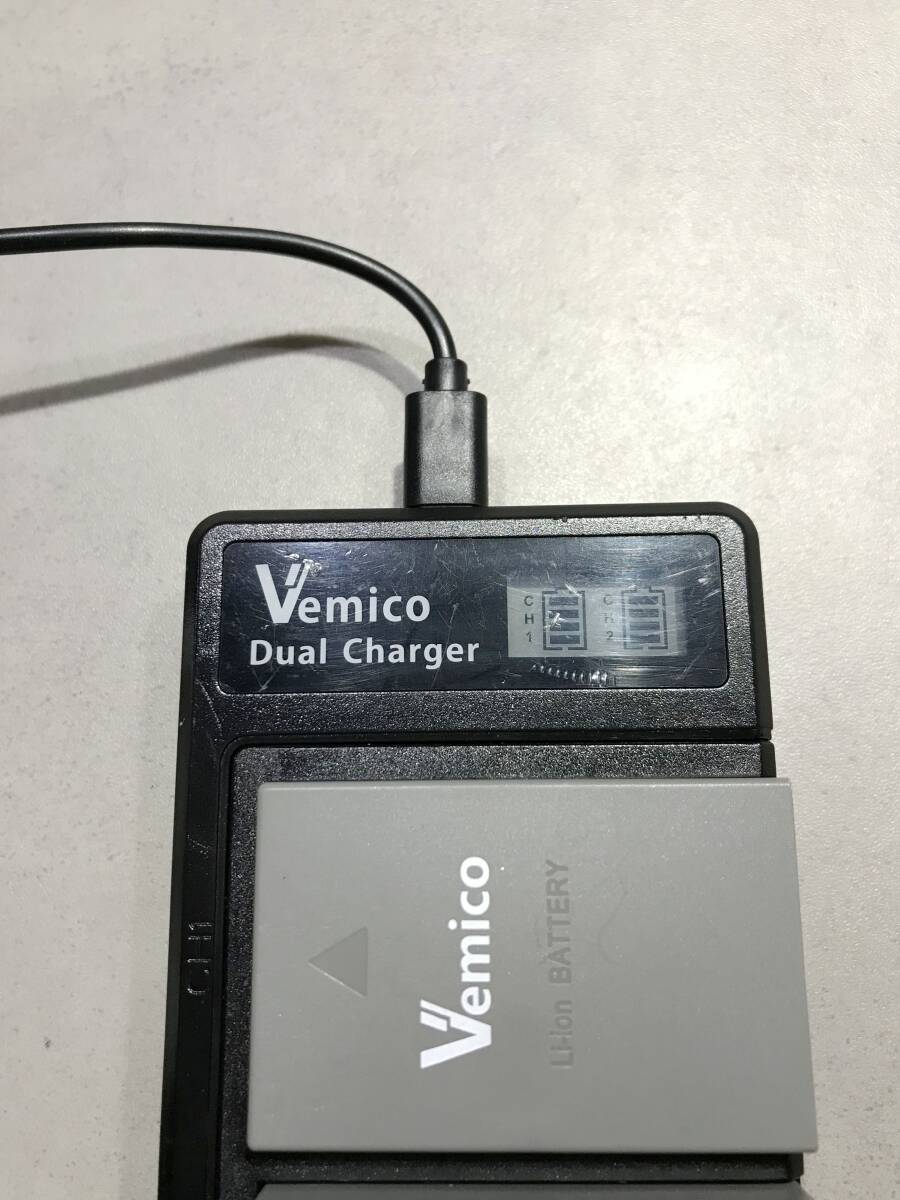 Vemico
Dual Charger
CH1
CH2
CH1
Vemico
Li-ion BATTERY